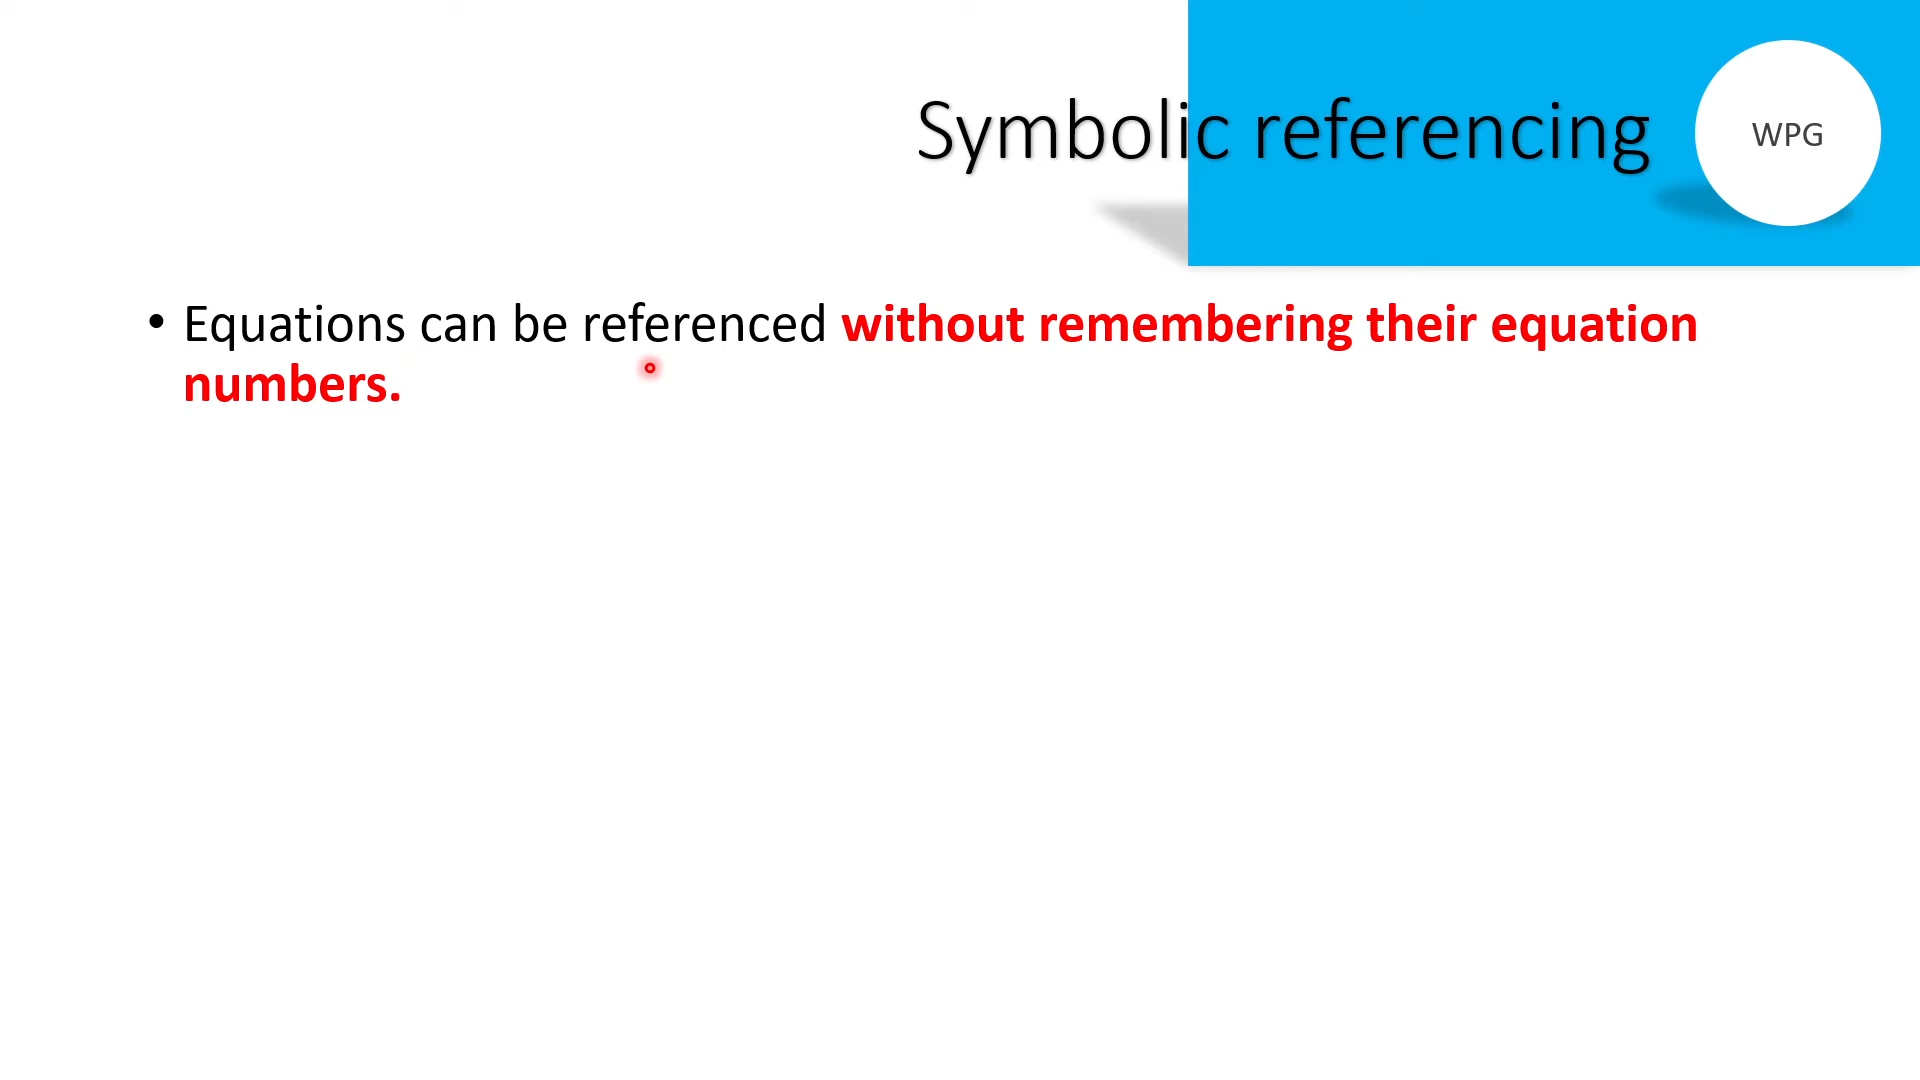 Symbolic referencing
WPG
• Equations can be referenced without remembering their equation
numbers.